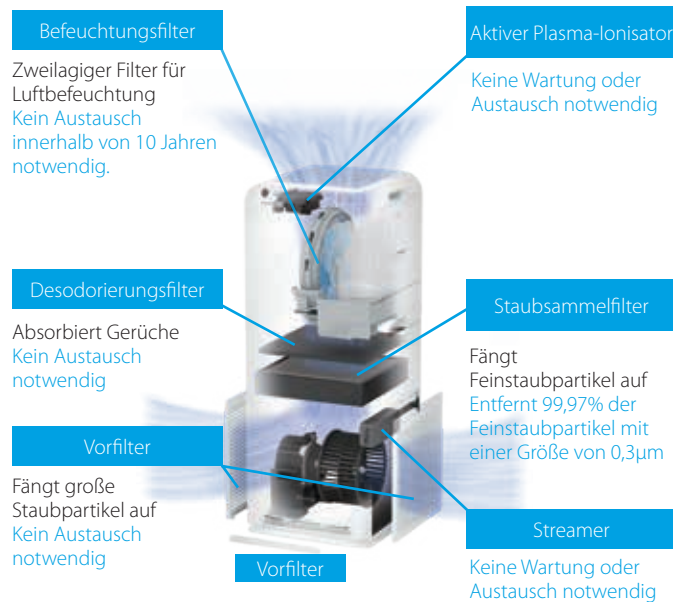 Befeuchtungsfilter
Zweilagiger Filter für
Luftbefeuchtung
Kein Austausch
innerhalb von 10 Jahren
notwendig.
Aktiver Plasma-Ionisator
Keine Wartung oder
Austausch notwendig
Desodorierungsfilter
Absorbiert Gerüche
Kein Austausch
notwendig
Staubsammelfilter
Fängt
Feinstaubpartikel auf
Entfernt 99,97% der
Feinstaubpartikel mit
einer Größe von 0,3µm
Vorfilter
Fängt große
Staubpartikel auf
Kein Austausch
notwendig
Vorfilter
Streamer
Keine Wartung oder
Austausch notwendig